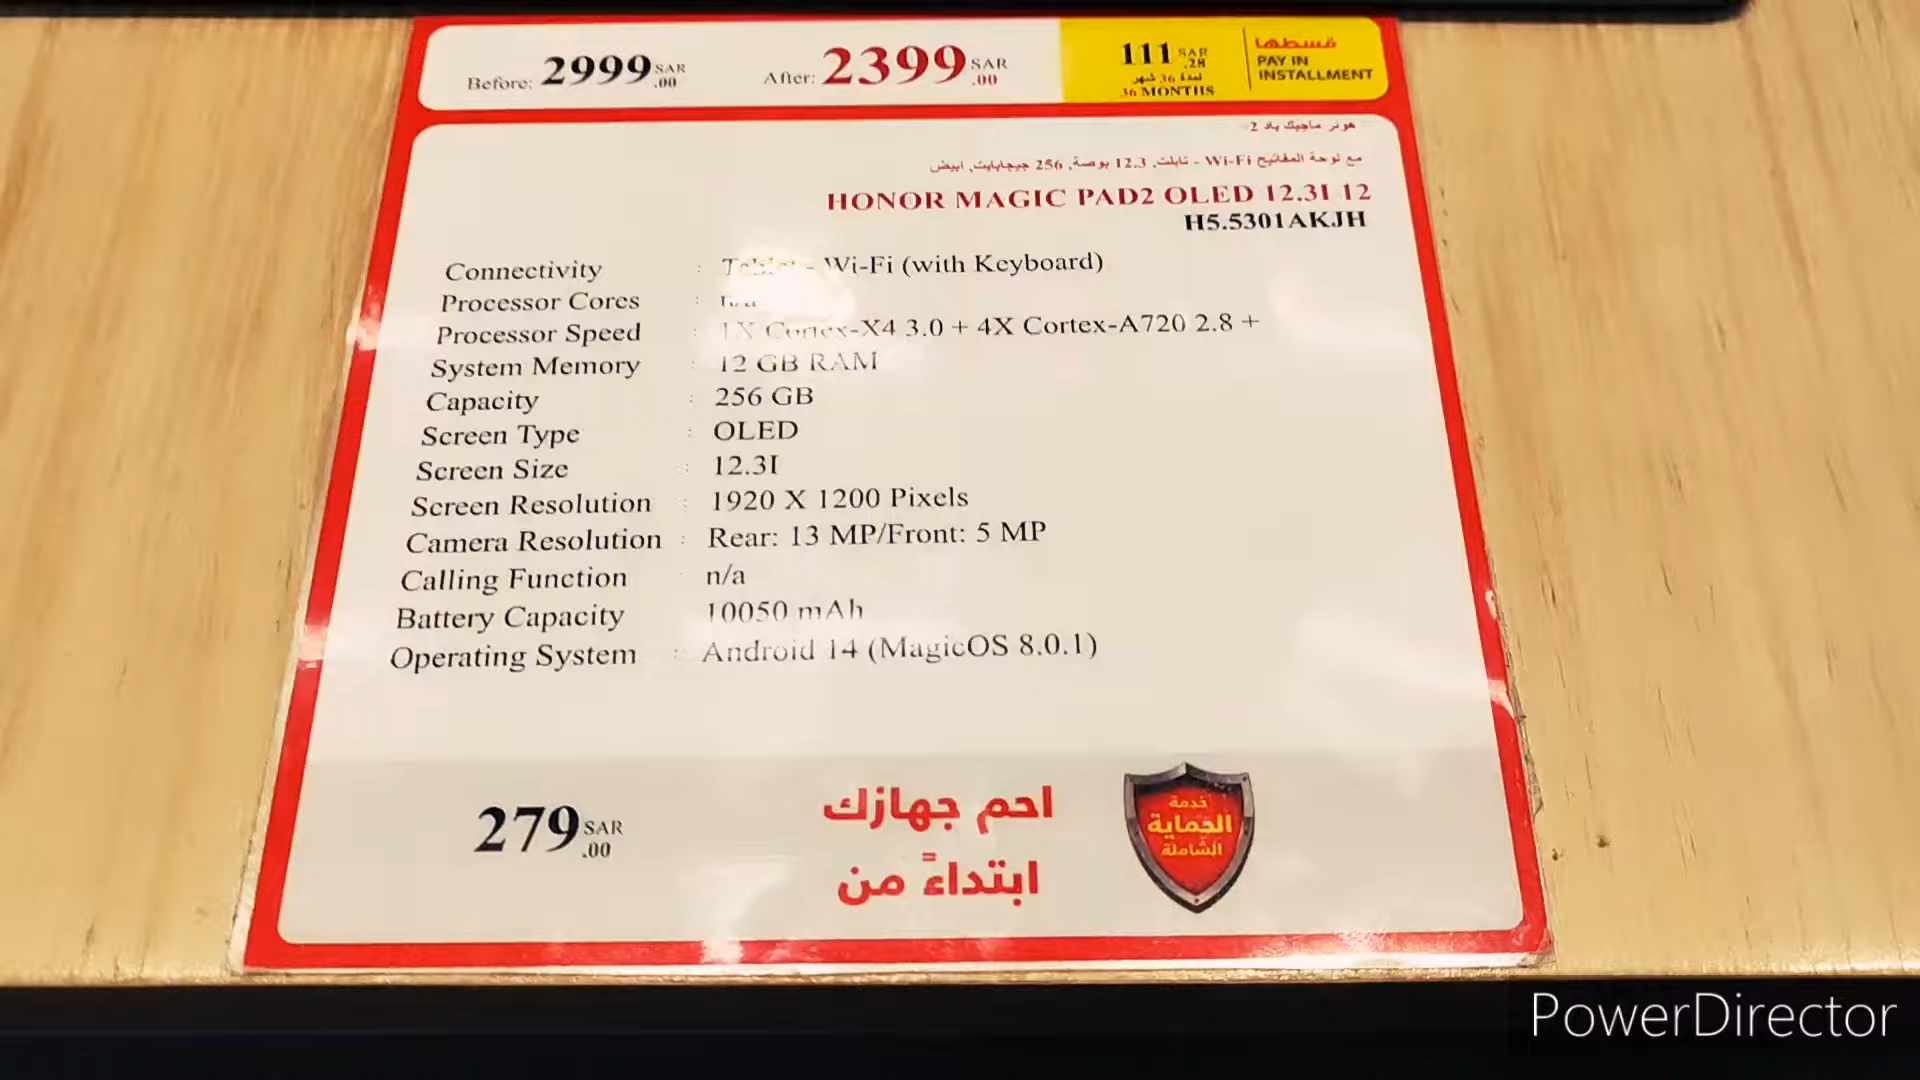 Before: 2999 SAR .00 After: 2399 SAR .00 111 SAR .28 قسطها
لمدة 36 شهر PAY IN
36 MONTHS INSTALLMENT
هونر ماجيك باد 2
مع لوحة المفاتيح Wi-Fi - تابلت, 12.3 بوصة, 256 جيجابايت, ابيض
HONOR MAGIC PAD2 OLED 12.3I 12
H5.5301AKJH
Connectivity : Tablet - Wi-Fi (with Keyboard)
Processor Cores :
Processor Speed : 1X Cortex-X4 3.0 + 4X Cortex-A720 2.8 +
System Memory : 12 GB RAM
Capacity : 256 GB
Screen Type : OLED
Screen Size : 12.3I
Screen Resolution : 1920 X 1200 Pixels
Camera Resolution : Rear: 13 MP/Front: 5 MP
Calling Function n/a
Battery Capacity 10050 mAh
Operating System : Android 14 (MagicOS 8.0.1)
احم جهازك
ابتداءً من
279 SAR .00
خدمة
الحماية
الشاملة
PowerDirector